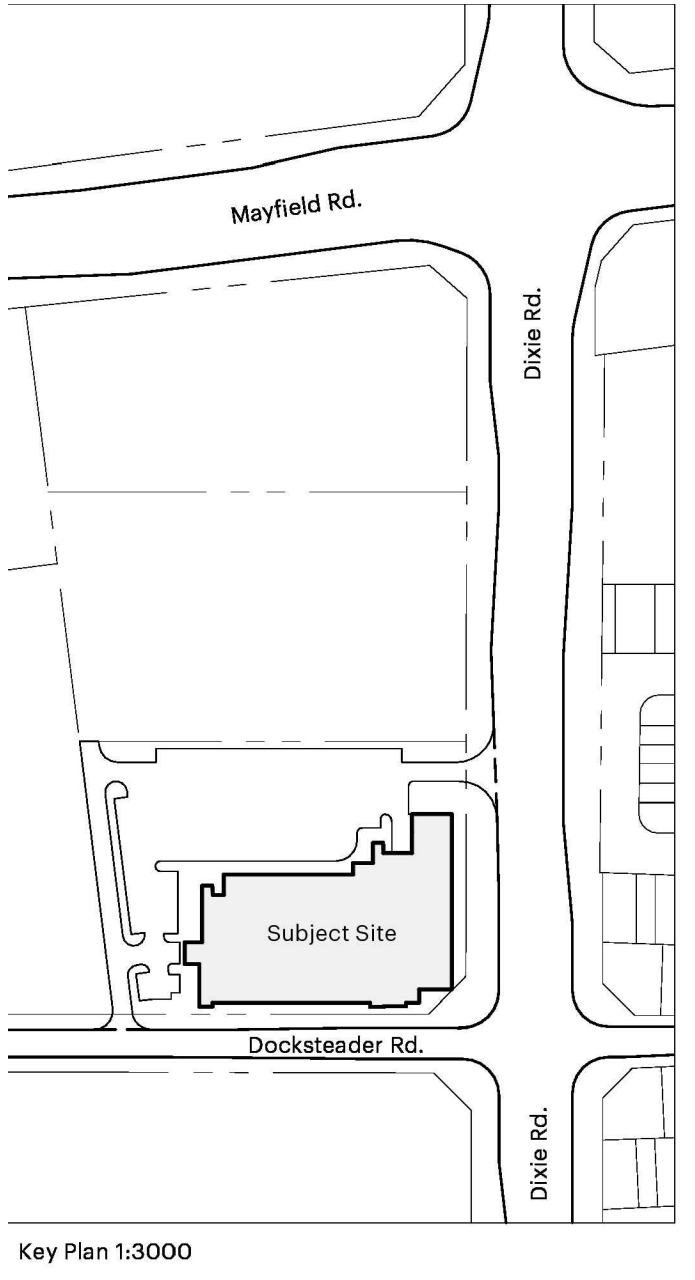 Mayfield Rd.
Dixie Rd.
Subject Site
Docksteader Rd.
Dixie Rd.
Key Plan 1:3000